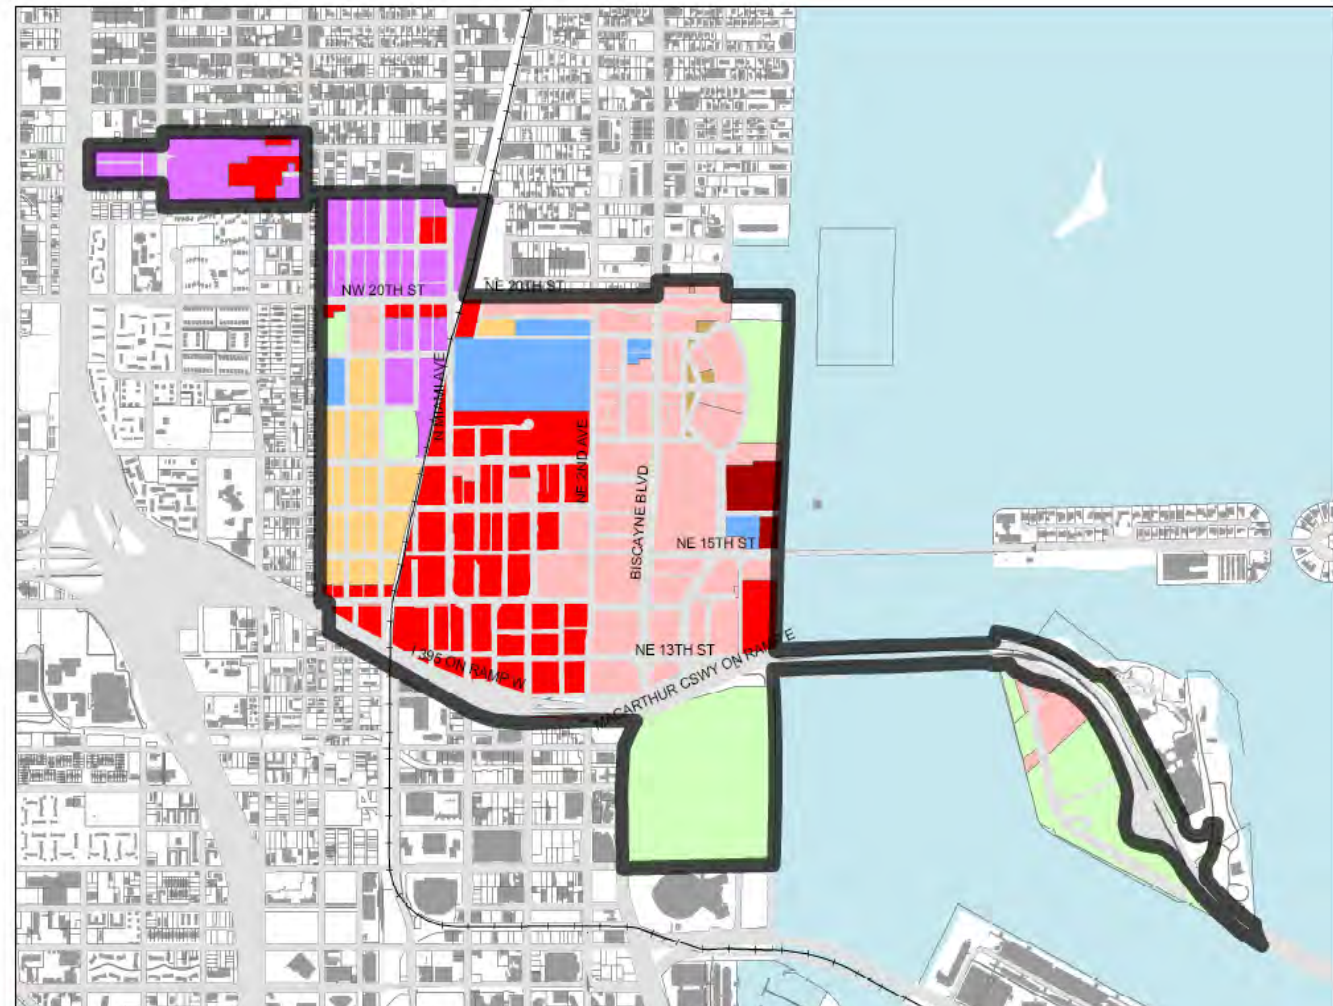 NW 20TH ST
NE 20TH ST
N MIAMI AVE
NE 2ND AVE
BISCAYNE BLVD
NE 15TH ST
NE 13TH ST
I 395 ON RAMP W
MACARTHUR CSWY ON RAMP E